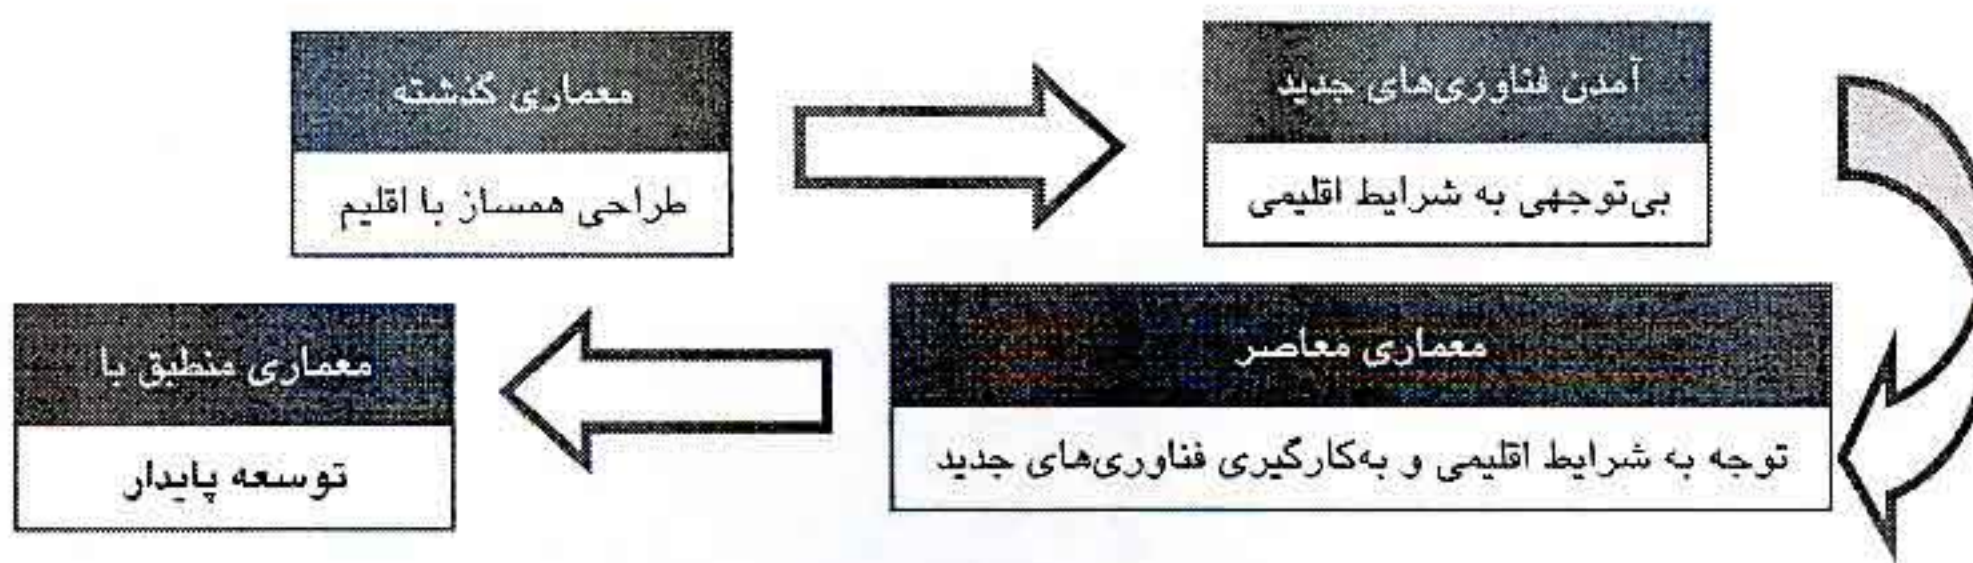 معماری گذشته
طراحی همساز با اقلیم
آمدن فناوری‌های جدید
بی‌توجهی به شرایط اقلیمی
معماری معاصر
توجه به شرایط اقلیمی و به‌کارگیری فناوری‌های جدید
معماری منطبق با
توسعه پایدار